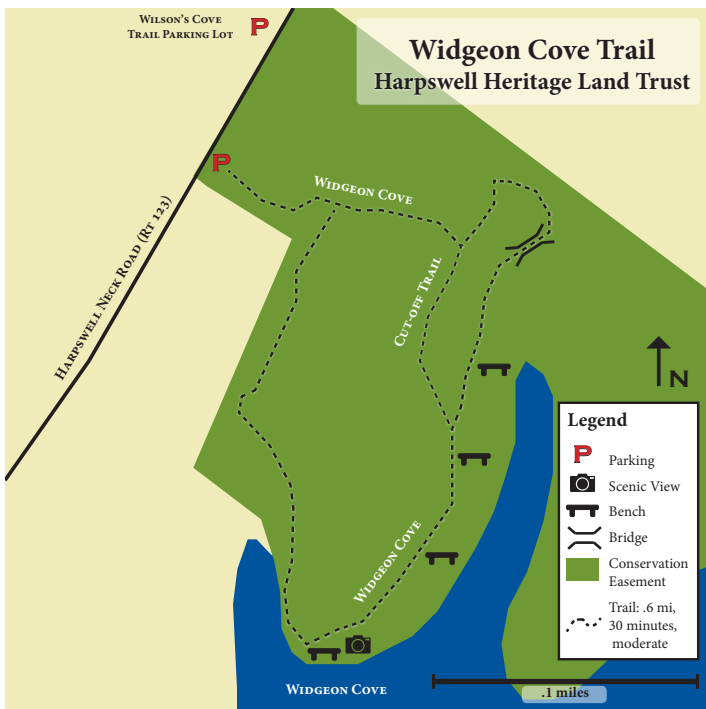 Wilson's Cove
Trail Parking Lot
P
Widgeon Cove Trail
Harpswell Heritage Land Trust
P
Widgeon Cove
Harpswell Neck Road (Rt 123)
Cut-off Trail
N
Legend
P Parking
Scenic View
Bench
Bridge
Conservation
Easement
Trail: .6 mi,
30 minutes,
moderate
Widgeon Cove
Widgeon Cove
.1 miles